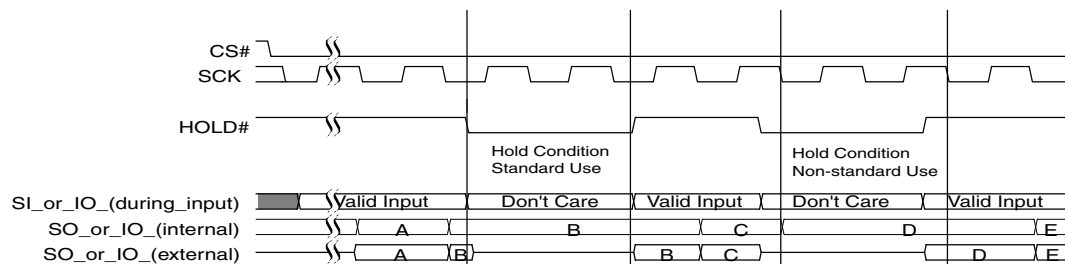 CS#
SCK
HOLD#
Hold Condition
Standard Use
Hold Condition
Non-standard Use
SI_or_IO_(during_input) Valid Input Don't Care Valid Input Don't Care Valid Input
SO_or_IO_(internal) A B C D E
SO_or_IO_(external) A B B C D E